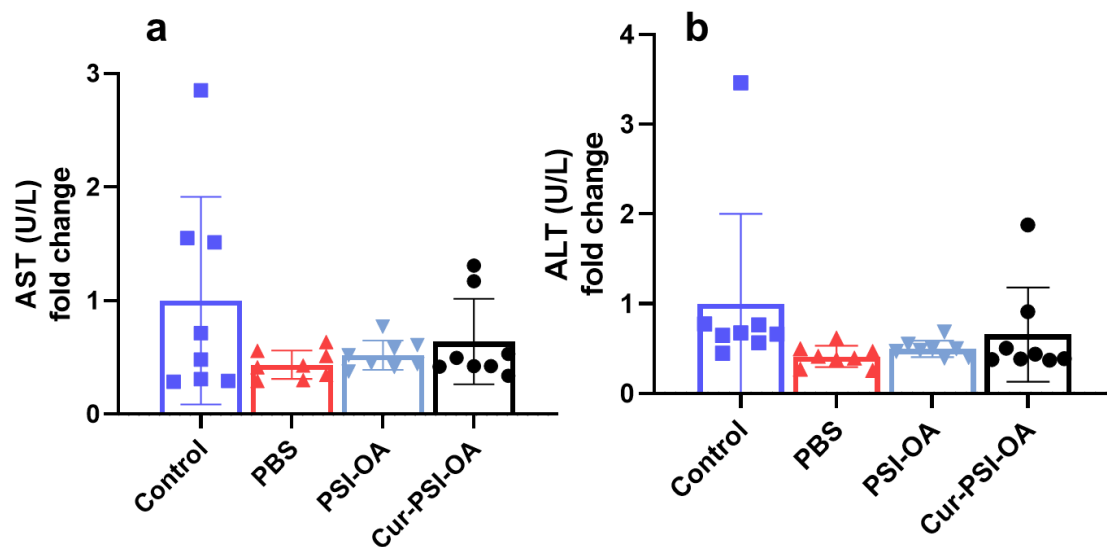 a
AST (U/L)
fold change
3
2
1
0
Control
PBS
PSI-OA
Cur-PSI-OA
b
ALT (U/L)
fold change
4
3
2
1
0
Control
PBS
PSI-OA
Cur-PSI-OA